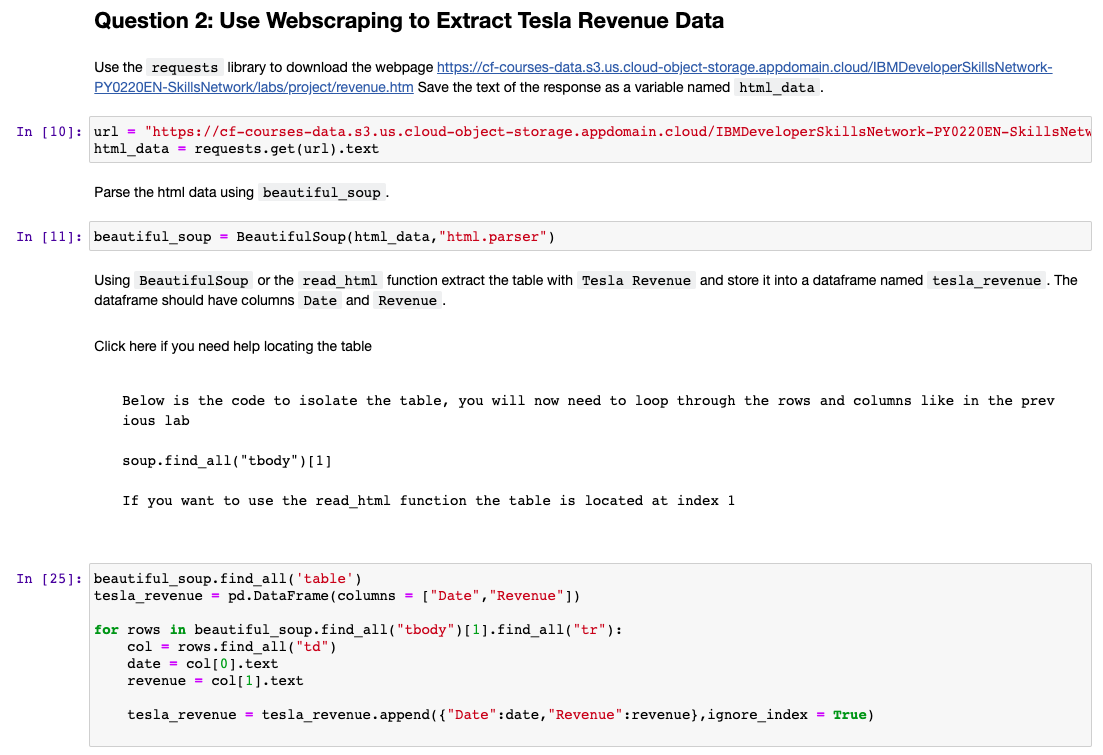 Question 2: Use Webscraping to Extract Tesla Revenue Data
Use the requests library to download the webpage https://cf-courses-data.s3.us.cloud-object-storage.appdomain.cloud/IBMDeveloperSkillsNetwork-
PY0220EN-SkillsNetwork/labs/project/revenue.htm Save the text of the response as a variable named html_data .
In [10]: url = "https://cf-courses-data.s3.us.cloud-object-storage.appdomain.cloud/IBMDeveloperSkillsNetwork-PY0220EN-SkillsNetw
html_data = requests.get(url).text
Parse the html data using beautiful_soup .
In [11]: beautiful_soup = BeautifulSoup(html_data,"html.parser")
Using BeautifulSoup or the read_html function extract the table with Tesla Revenue and store it into a dataframe named tesla_revenue . The
dataframe should have columns Date and Revenue .
Click here if you need help locating the table
Below is the code to isolate the table, you will now need to loop through the rows and columns like in the prev
ious lab
soup.find_all("tbody")[1]
If you want to use the read_html function the table is located at index 1
In [25]: beautiful_soup.find_all('table')
tesla_revenue = pd.DataFrame(columns = ["Date","Revenue"])
for rows in beautiful_soup.find_all("tbody")[1].find_all("tr"):
    col = rows.find_all("td")
    date = col[0].text
    revenue = col[1].text
    tesla_revenue = tesla_revenue.append({"Date":date,"Revenue":revenue},ignore_index = True)